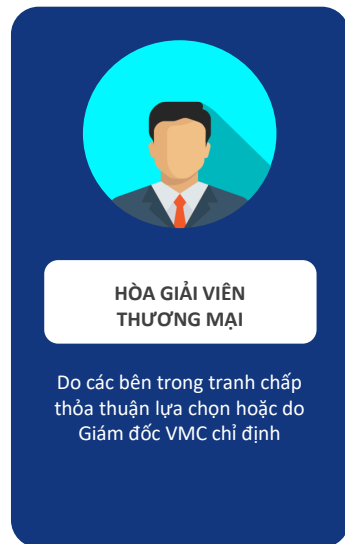 HÒA GIẢI VIÊN
THƯƠNG MẠI
Do các bên trong tranh chấp
thỏa thuận lựa chọn hoặc do
Giám đốc VMC chỉ định